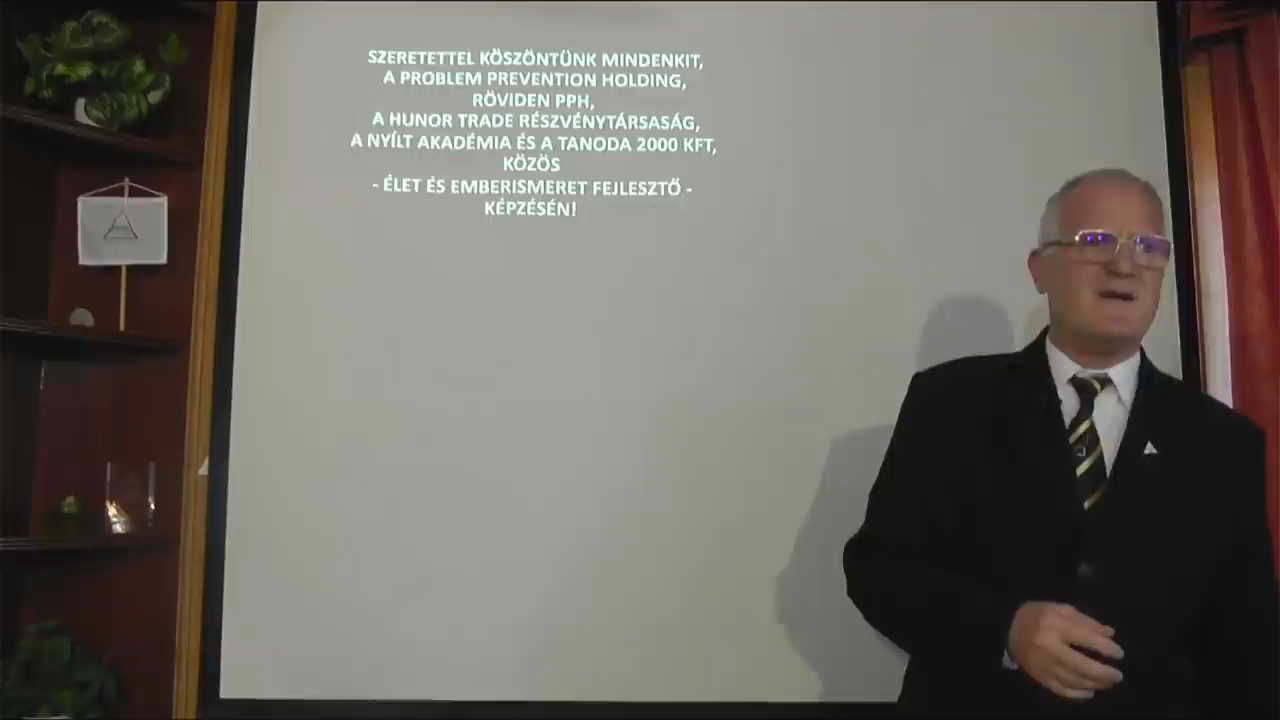 SZERETETTEL KÖSZÖNTÜNK MINDENKIT,
A PROBLEM PREVENTION HOLDING,
RÖVIDEN PPH,
A HUNOR TRADE RÉSZVÉNYTÁRSASÁG,
A NYÍLT AKADÉMIA ÉS A TANODA 2000 KFT,
KÖZÖS
- ÉLET ÉS EMBERISMERET FEJLESZTŐ -
KÉPZÉSÉN!